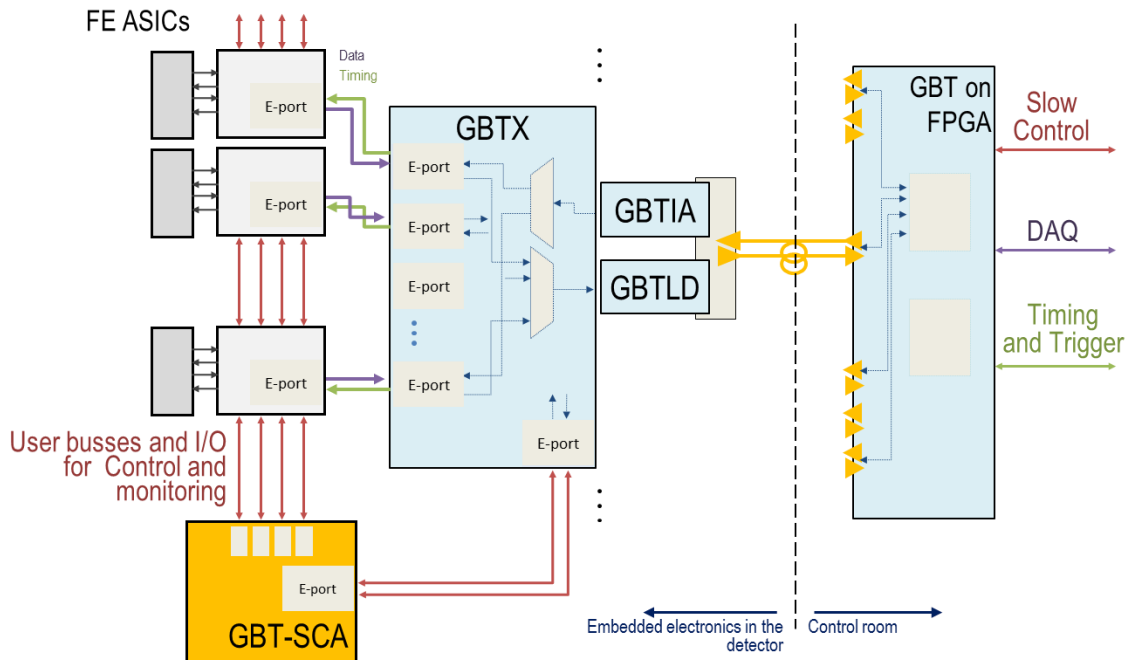 FE ASICs
Data
Timing
E-port
GBTX
E-port
GBT on
FPGA
Slow
Control
E-port
E-port
GBTIA
DAQ
E-port
GBTLD
Timing
and Trigger
E-port
E-port
User busses and I/O
for Control and
monitoring
E-port
E-port
GBT-SCA
Embedded electronics in the
detector
Control room